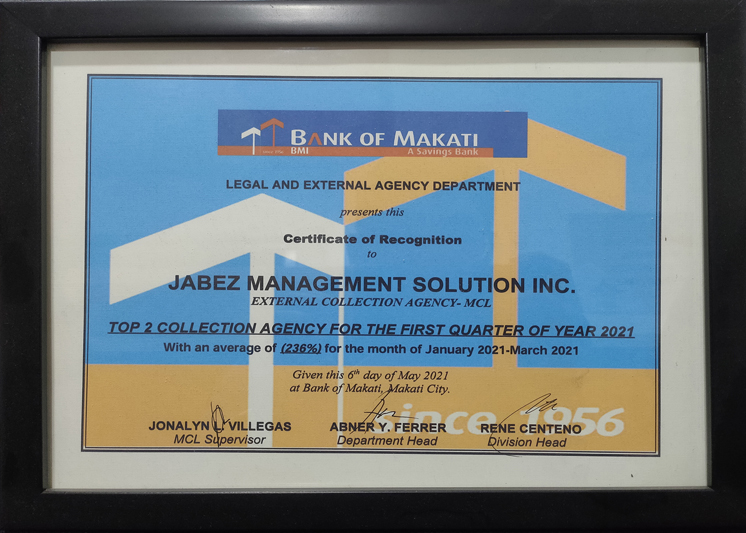 BANK OF MAKATI
since 1956 BMI A Savings Bank
LEGAL AND EXTERNAL AGENCY DEPARTMENT
presents this
Certificate of Recognition
to
JABEZ MANAGEMENT SOLUTION INC.
EXTERNAL COLLECTION AGENCY- MCL
TOP 2 COLLECTION AGENCY FOR THE FIRST QUARTER OF YEAR 2021
With an average of (236%) for the month of January 2021-March 2021
Given this 6th day of May 2021
at Bank of Makati, Makati City.
since 1956
JONALYN L. VILLEGAS ABNER Y. FERRER RENE CENTENO
MCL Supervisor Department Head Division Head